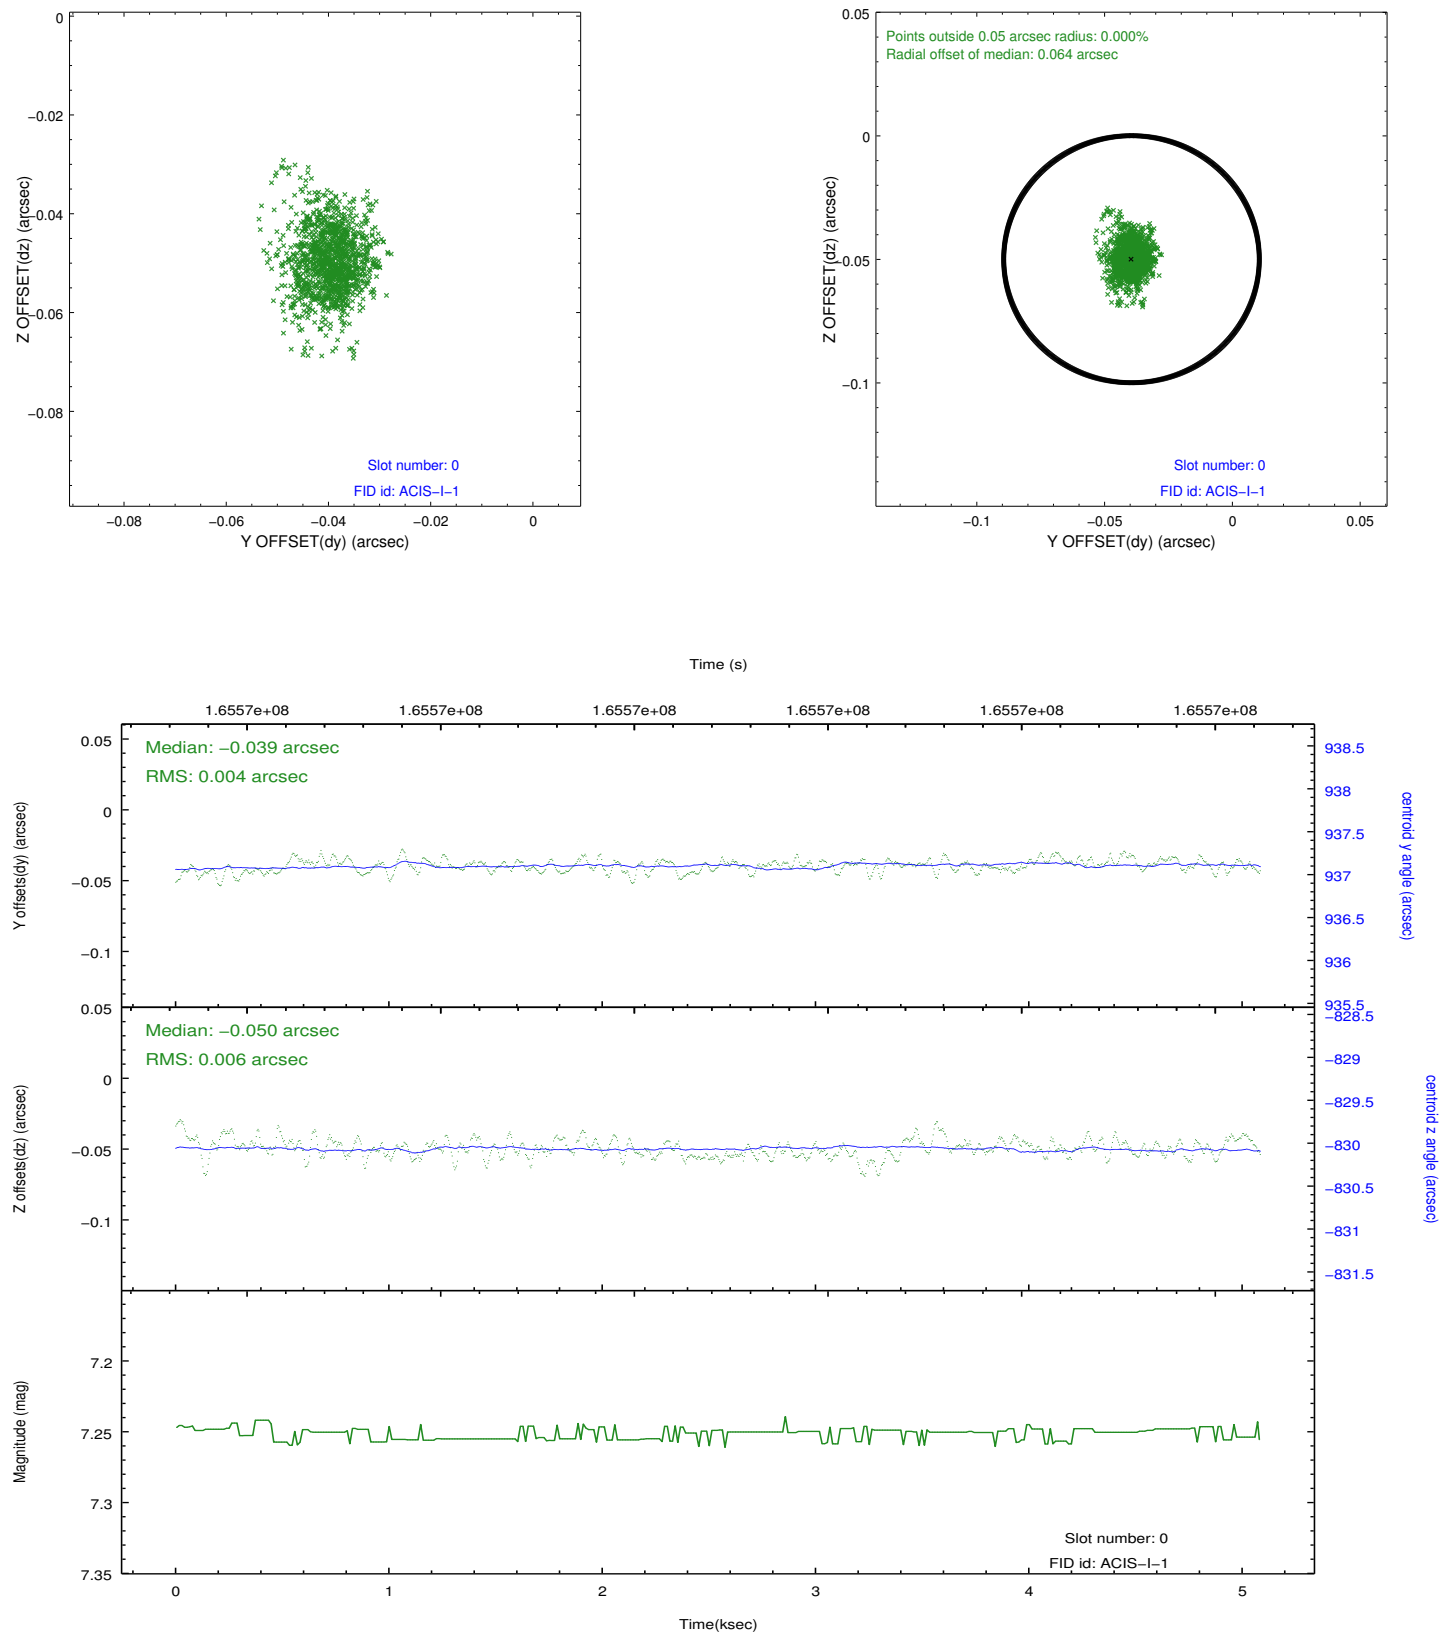 0
−0.02
−0.04
−0.06
−0.08
Z OFFSET(dz) (arcsec)
Slot number: 0
FID id: ACIS−I−1
−0.08
−0.06
−0.04
−0.02
0
Y OFFSET(dy) (arcsec)
0.05
0
−0.05
−0.1
Z OFFSET(dz) (arcsec)
Points outside 0.05 arcsec radius: 0.000%
Radial offset of median: 0.064 arcsec
Slot number: 0
FID id: ACIS−I−1
−0.1
−0.05
0
0.05
Y OFFSET(dy) (arcsec)
Time (s)
1.6557e+08
1.6557e+08
1.6557e+08
1.6557e+08
1.6557e+08
1.6557e+08
Median: −0.039 arcsec
RMS: 0.004 arcsec
0.05
0
−0.05
−0.1
Y offsets(dy) (arcsec)
938.5
938
937.5
937
936.5
936
935.5
centroid y angle (arcsec)
Median: −0.050 arcsec
RMS: 0.006 arcsec
0.05
0
−0.05
−0.1
Z offsets(dz) (arcsec)
−828.5
−829
−829.5
−830
−830.5
−831
−831.5
centroid z angle (arcsec)
7.2
7.25
7.3
7.35
Magnitude (mag)
Slot number: 0
FID id: ACIS−I−1
0
1
2
3
4
5
Time(ksec)